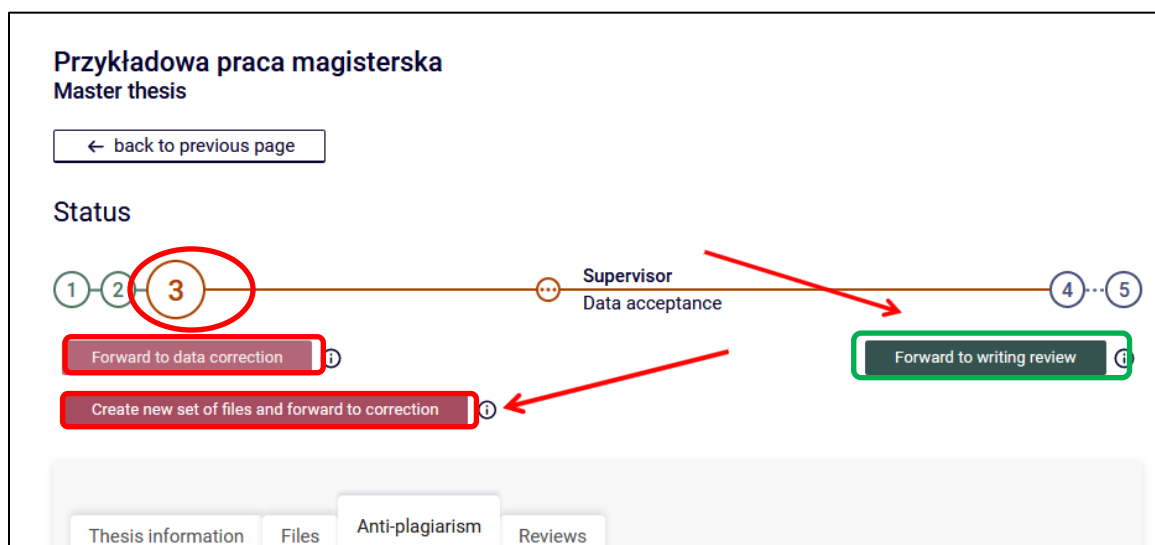 Przykładowa praca magisterska
Master thesis
← back to previous page
Status
1 2 3 Supervisor 4 5
Data acceptance
Forward to data correction Forward to writing review
Create new set of files and forward to correction
Thesis information Files Anti-plagiarism Reviews